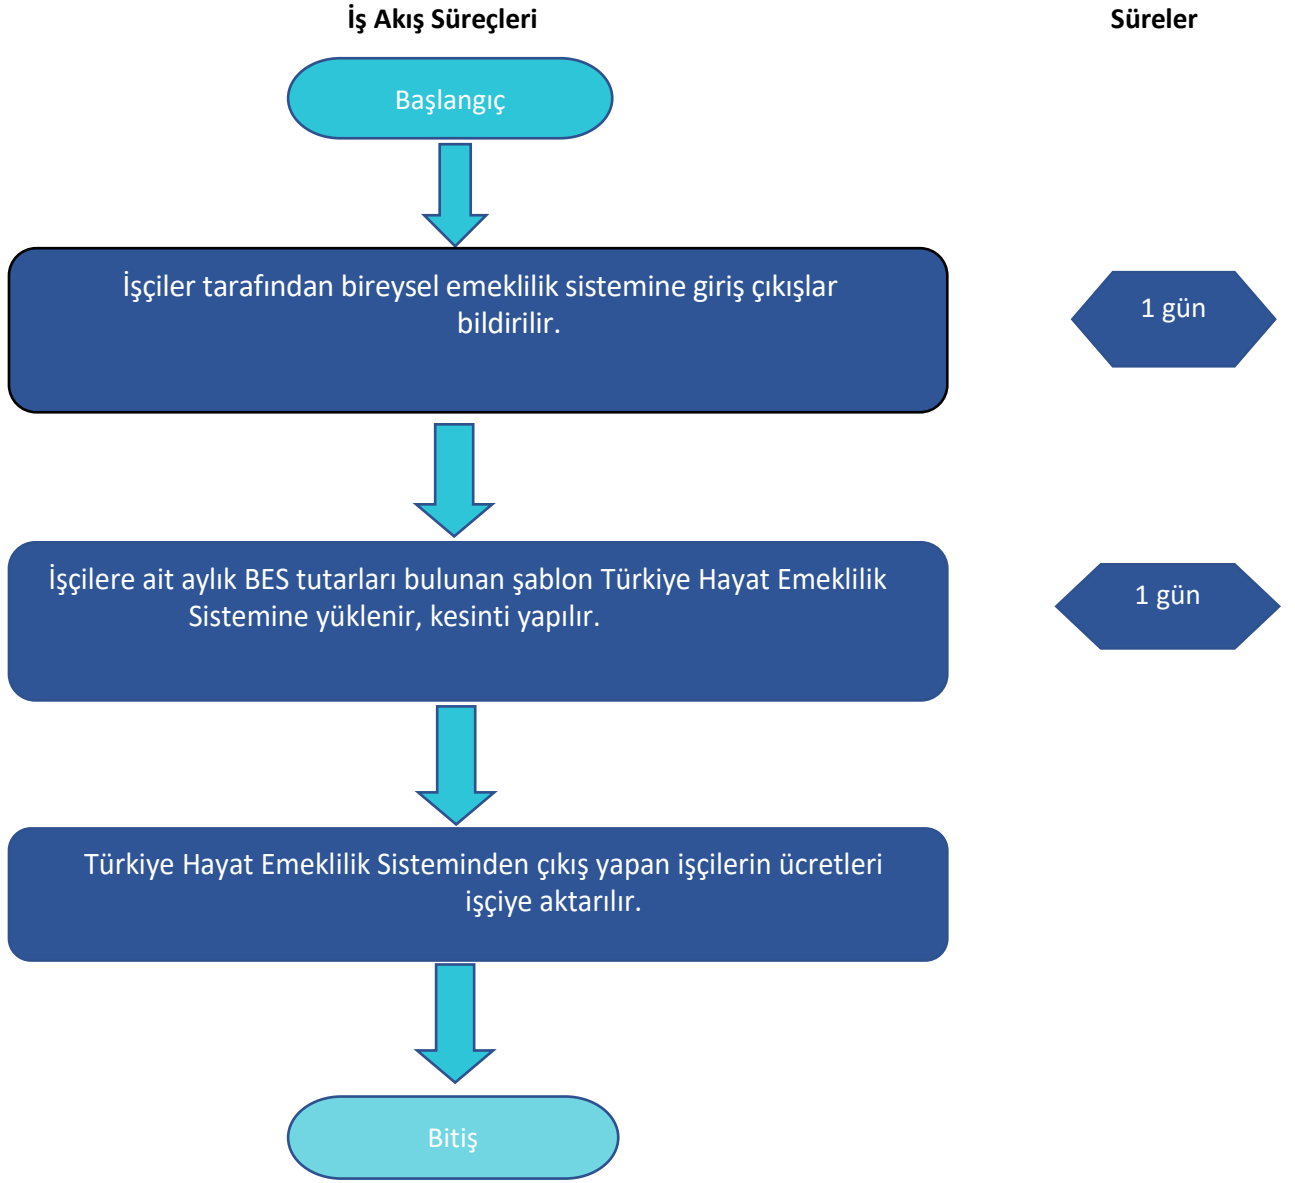 İş Akış Süreçleri
Süreler
Başlangıç
İşçiler tarafından bireysel emeklilik sistemine giriş çıkışlar
bildirilir.
1 gün
İşçilere ait aylık BES tutarları bulunan şablon Türkiye Hayat Emeklilik
Sistemine yüklenir, kesinti yapılır.
1 gün
Türkiye Hayat Emeklilik Sisteminden çıkış yapan işçilerin ücretleri
işçiye aktarılır.
Bitiş